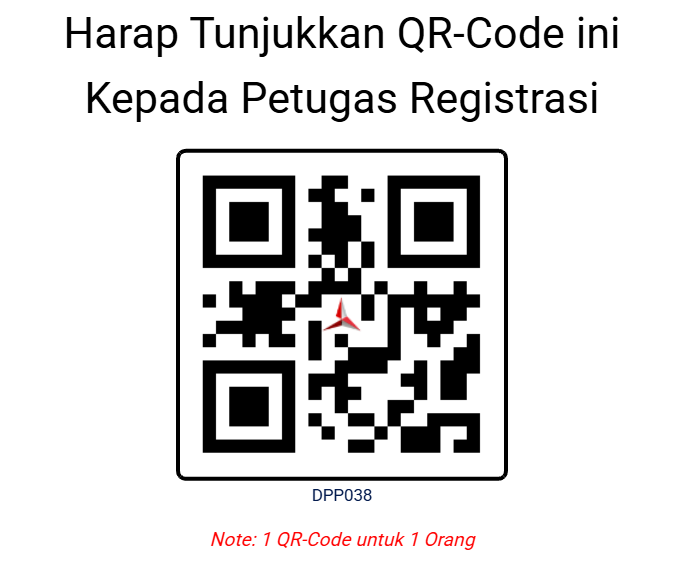 Harap Tunjukkan QR-Code ini
Kepada Petugas Registrasi
DPP038
Note: 1 QR-Code untuk 1 Orang